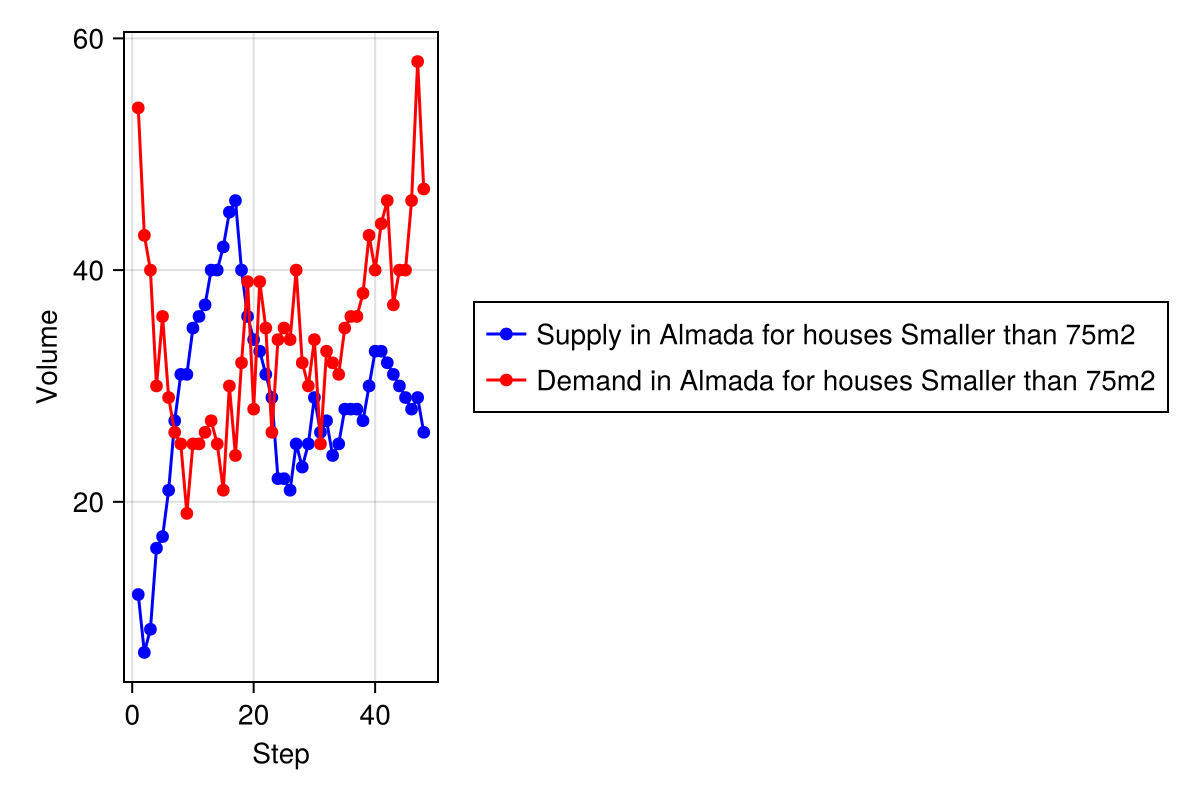 60
40
20
Volume
0 20 40
Step
Supply in Almada for houses Smaller than 75m2
Demand in Almada for houses Smaller than 75m2